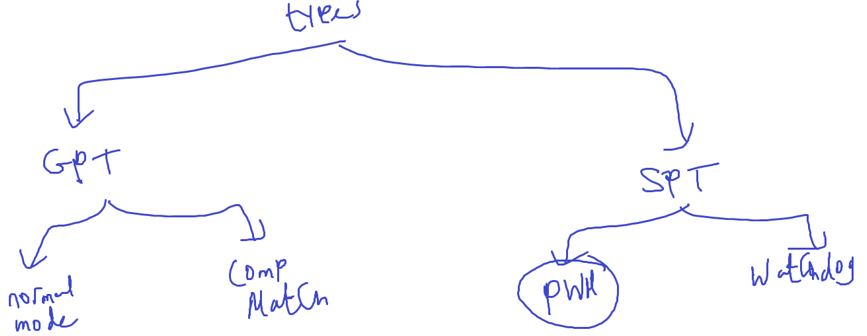 types
GPT
SPT
normal
mode
Comp
Match
PWM
Watchdog